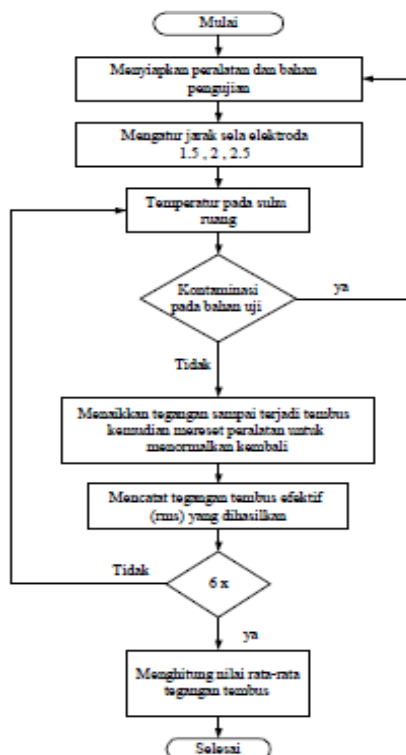 Mulai
Menyiapkan peralatan dan bahan
pengujian
Mengatur jarak sela elektroda
1.5 , 2 , 2.5
Temperatur pada suhu
ruang
Kontaminasi
pada bahan uji
ya
Tidak
Menaikkan tegangan sampai terjadi tembus
kemudian mereset peralatan untuk
menormalkan kembali
Mencatat tegangan tembus efektif
(rms) yang dihasilkan
Tidak
6 x
ya
Menghitung nilai rata-rata
tegangan tembus
Selesai